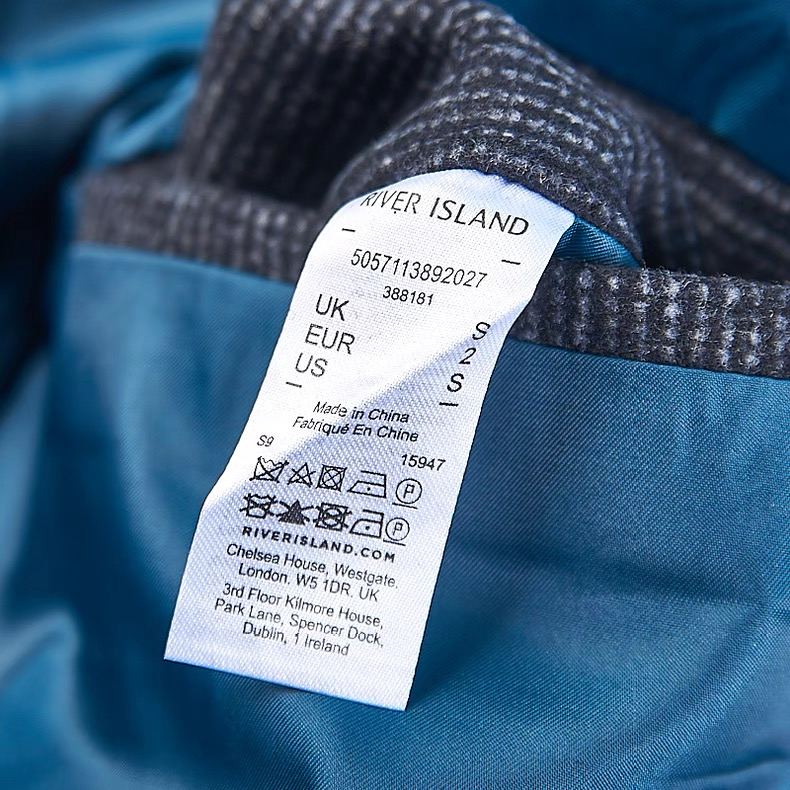 RIVER ISLAND
5057113892027
388181
UK S
EUR 2
US S
Made in China
Fabriqué En Chine
S9 15947
P
P
RIVERISLAND.COM
Chelsea House, Westgate,
London. W5 1DR. UK
3rd Floor Kilmore House,
Park Lane, Spencer Dock,
Dublin, 1 Ireland